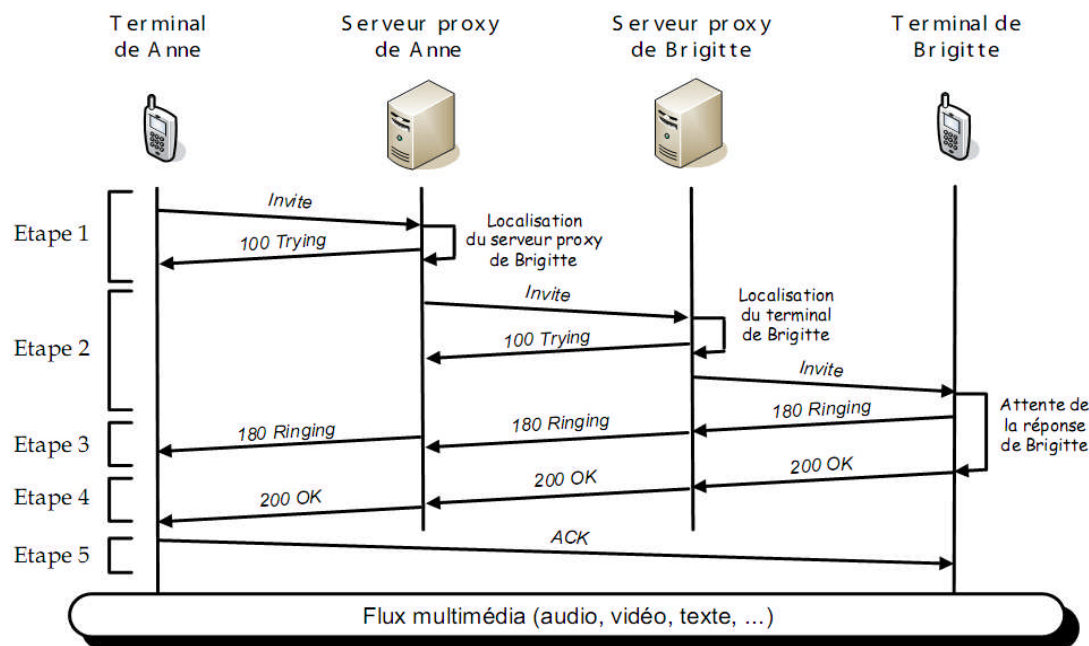 Terminal
de Anne
Serveur proxy
de Anne
Serveur proxy
de Brigitte
Terminal de
Brigitte
Etape 1
Invite
100 Trying
Localisation
du serveur proxy
de Brigitte
Etape 2
Invite
100 Trying
Localisation
du terminal
de Brigitte
Invite
Attente de
la réponse
de Brigitte
Etape 3
180 Ringing
180 Ringing
180 Ringing
Etape 4
200 OK
200 OK
200 OK
Etape 5
ACK
Flux multimédia (audio, vidéo, texte, ...)